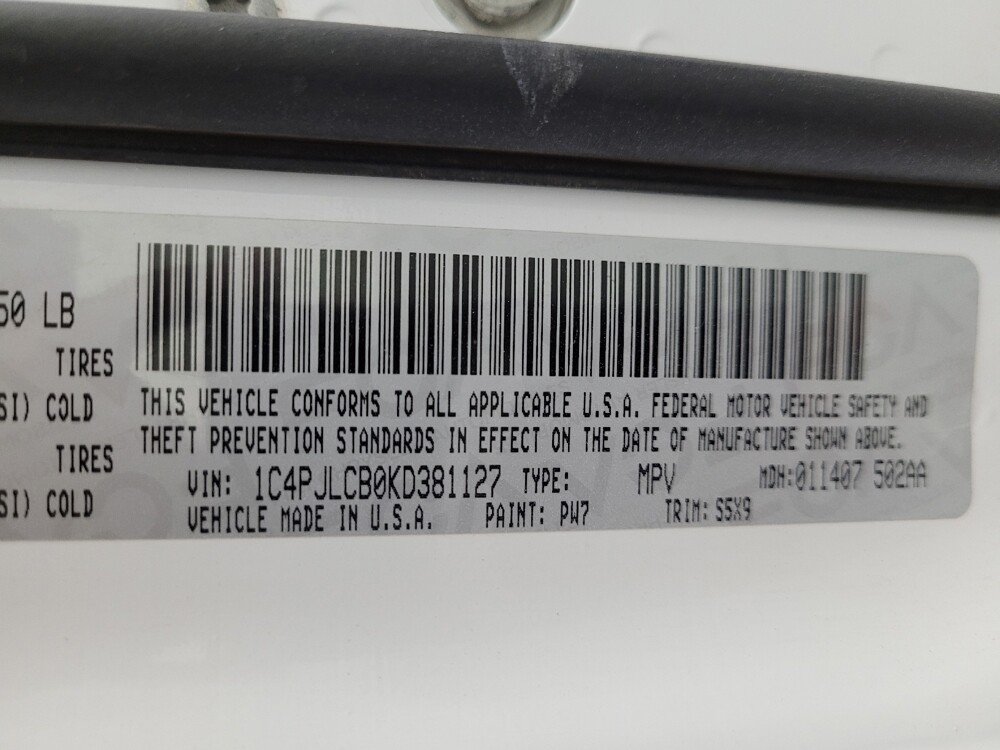 50 LB
TIRES
SI) COLD
TIRES
SI) COLD
THIS VEHICLE CONFORMS TO ALL APPLICABLE U.S.A. FEDERAL MOTOR VEHICLE SAFETY AND
THEFT PREVENTION STANDARDS IN EFFECT ON THE DATE OF MANUFACTURE SHOWN ABOVE.
VIN: 1C4PJLCB0KD381127 TYPE: MPV MDH:011407 502AA
VEHICLE MADE IN U.S.A. PAINT: PW7 TRIM: S5X9